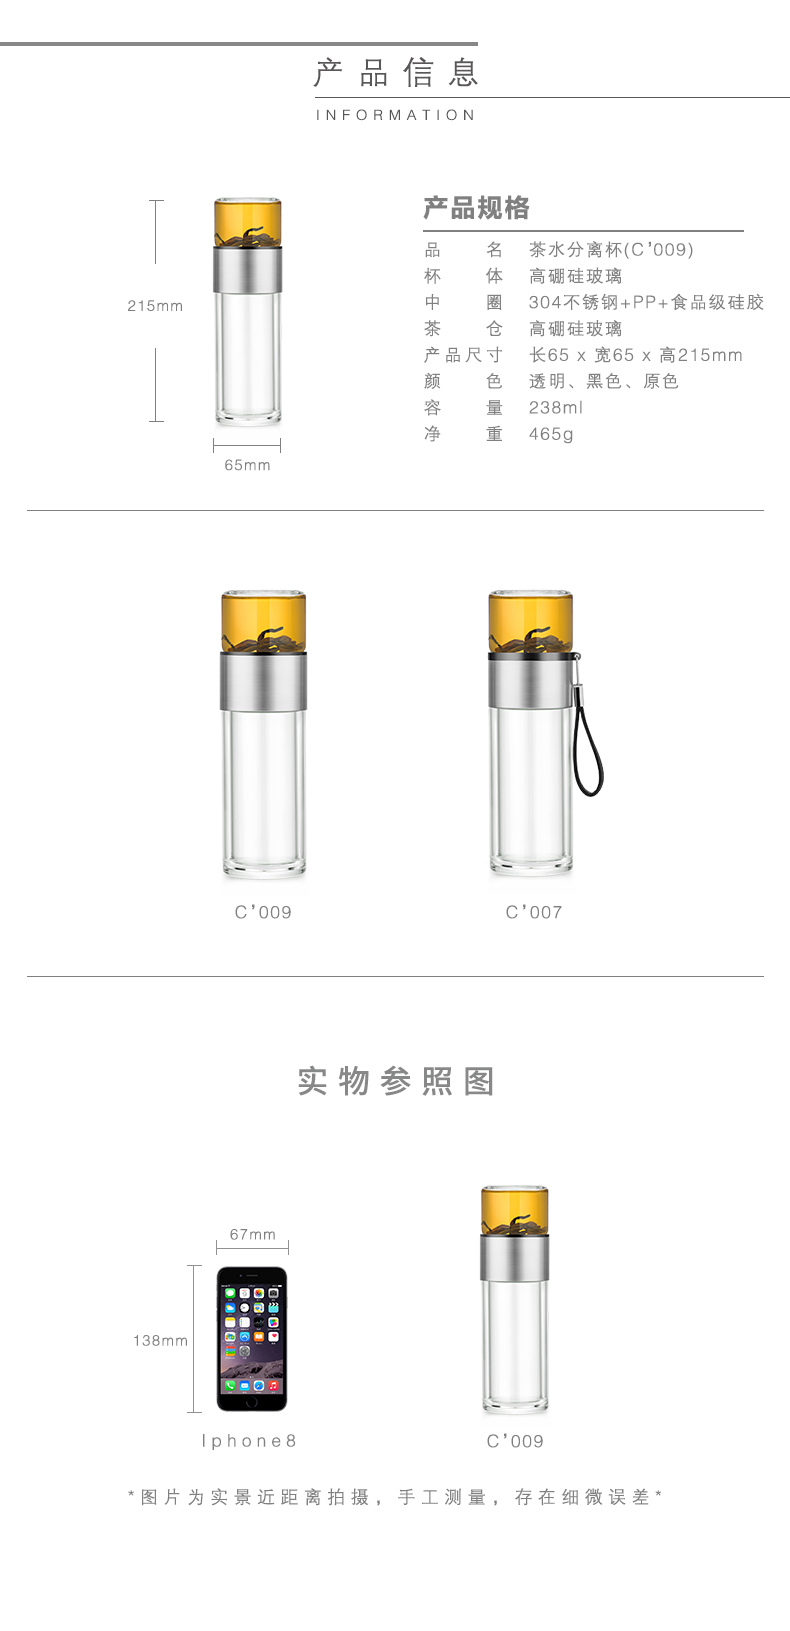 产品信息
INFORMATION
产品规格
品名 茶水分离杯(C’009)
杯体 高硼硅玻璃
中圈 304不锈钢+PP+食品级硅胶
茶仓 高硼硅玻璃
产品尺寸 长65 x 宽65 x 高215mm
颜色 透明、黑色、原色
容量 238ml
净重 465g
215mm
65mm
C’009
C’007
实物参照图
67mm
138mm
Iphone8
C’009
*图片为实景近距离拍摄，手工测量，存在细微误差*